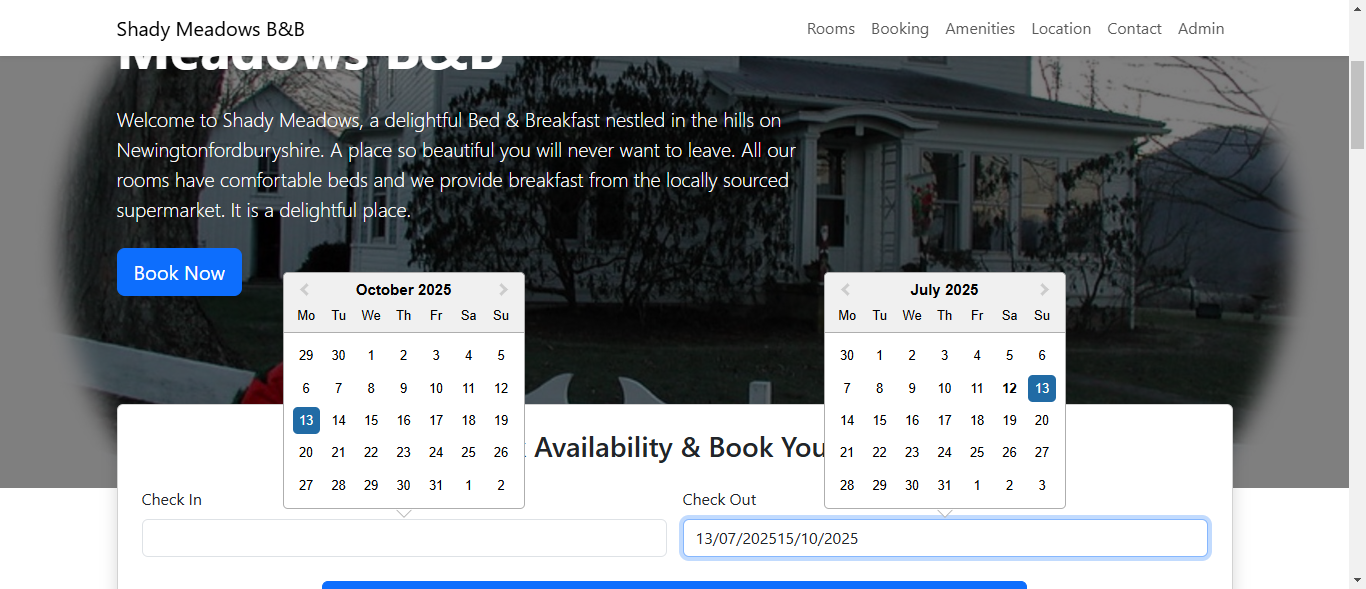 Shady Meadows B&B
Rooms Booking Amenities Location Contact Admin
Meadows B&B
Welcome to Shady Meadows, a delightful Bed & Breakfast nestled in the hills on
Newingtonfordburyshire. A place so beautiful you will never want to leave. All our
rooms have comfortable beds and we provide breakfast from the locally sourced
supermarket. It is a delightful place.
Book Now
October 2025
Mo Tu We Th Fr Sa Su
29 30 1 2 3 4 5
6 7 8 9 10 11 12
13 14 15 16 17 18 19
20 21 22 23 24 25 26
27 28 29 30 31 1 2
July 2025
Mo Tu We Th Fr Sa Su
30 1 2 3 4 5 6
7 8 9 10 11 12 13
14 15 16 17 18 19 20
21 22 23 24 25 26 27
28 29 30 31 1 2 3
Availability & Book You
Check In
Check Out
13/07/202515/10/2025